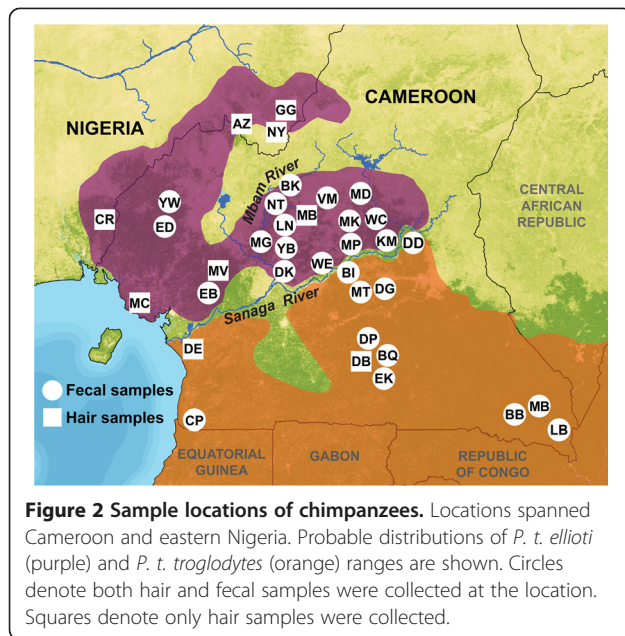 CAMEROON
NIGERIA
GG
AZ
NY
Mbam River
BK
CENTRAL
AFRICAN
REPUBLIC
YW
NT
VM
MD
CR
MB
MK
WC
ED
LN
MG
YB
MP
KM
DD
MV
DK
WE
BI
EB
MT
DG
MC
Sanaga River
DE
DP
DB
BQ
EK
Fecal samples
Hair samples
CP
BB
MB
LB
EQUATORIAL
GUINEA
GABON
REPUBLIC
OF CONGO
Figure 2 Sample locations of chimpanzees. Locations spanned
Cameroon and eastern Nigeria. Probable distributions of P. t. ellioti
(purple) and P. t. troglodytes (orange) ranges are shown. Circles
denote both hair and fecal samples were collected at the location.
Squares denote only hair samples were collected.